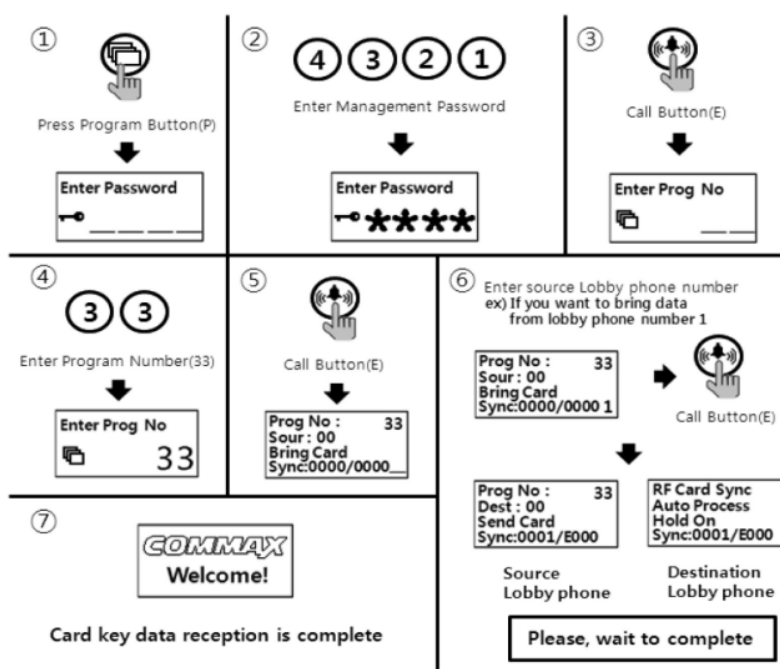 ①
Press Program Button(P)
Enter Password
②
4 3 2 1
Enter Management Password
Enter Password
③
Call Button(E)
Enter Prog No
④
3 3
Enter Program Number(33)
Enter Prog No
33
⑤
Call Button(E)
Prog No : 33
Sour : 00
Bring Card
Sync:0000/0000__
⑥ Enter source Lobby phone number
ex) If you want to bring data
from lobby phone number 1
Prog No : 33
Sour : 00
Bring Card
Sync:0000/0000 1
Call Button(E)
Prog No : 33
Dest : 00
Send Card
Sync:0001/E000
Source
Lobby phone
RF Card Sync
Auto Process
Hold On
Sync:0001/E000
Destination
Lobby phone
Please, wait to complete
⑦
COMMAX
Welcome!
Card key data reception is complete